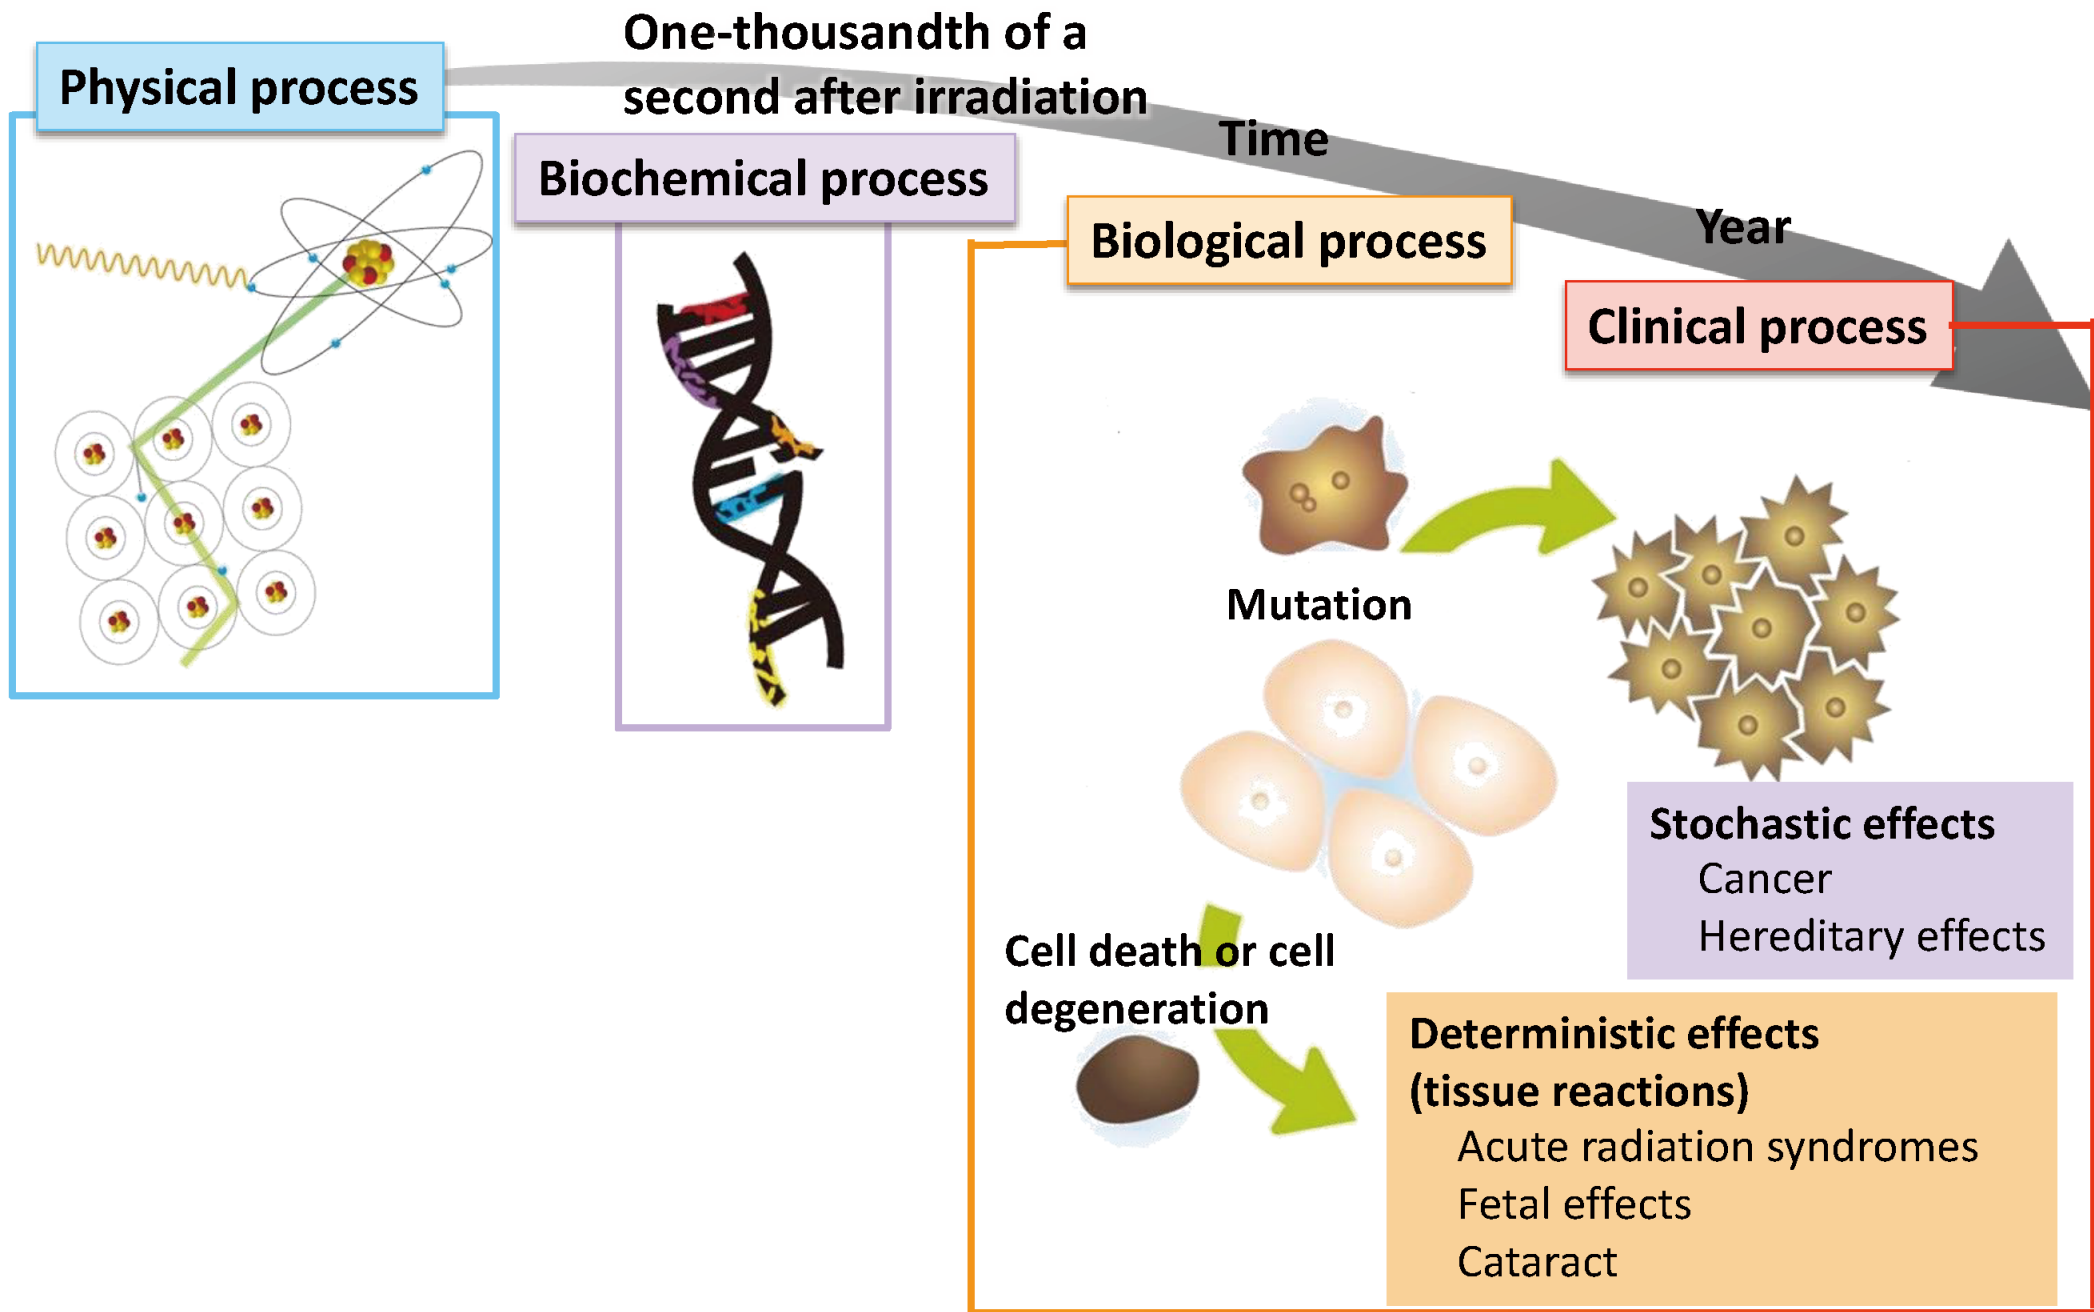 One-thousandth of a
second after irradiation
Physical process
Time
Biochemical process
Year
Biological process
Clinical process
Mutation
Stochastic effects
Cancer
Hereditary effects
Cell death or cell
degeneration
Deterministic effects
(tissue reactions)
Acute radiation syndromes
Fetal effects
Cataract